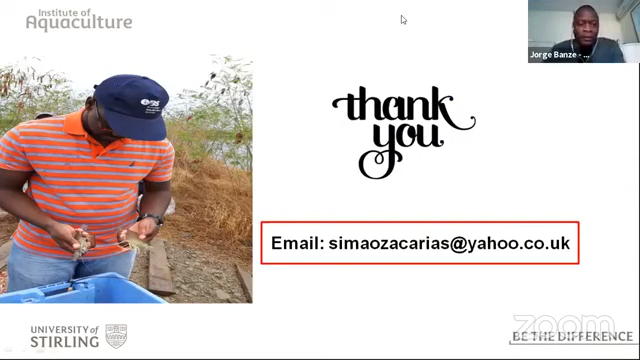 Institute of
Aquaculture
Jorge Banze - ...
thank
you
Email: simaozacarias@yahoo.co.uk
UNIVERSITY of
STIRLING
BE THE DIFFERENCE
zoom